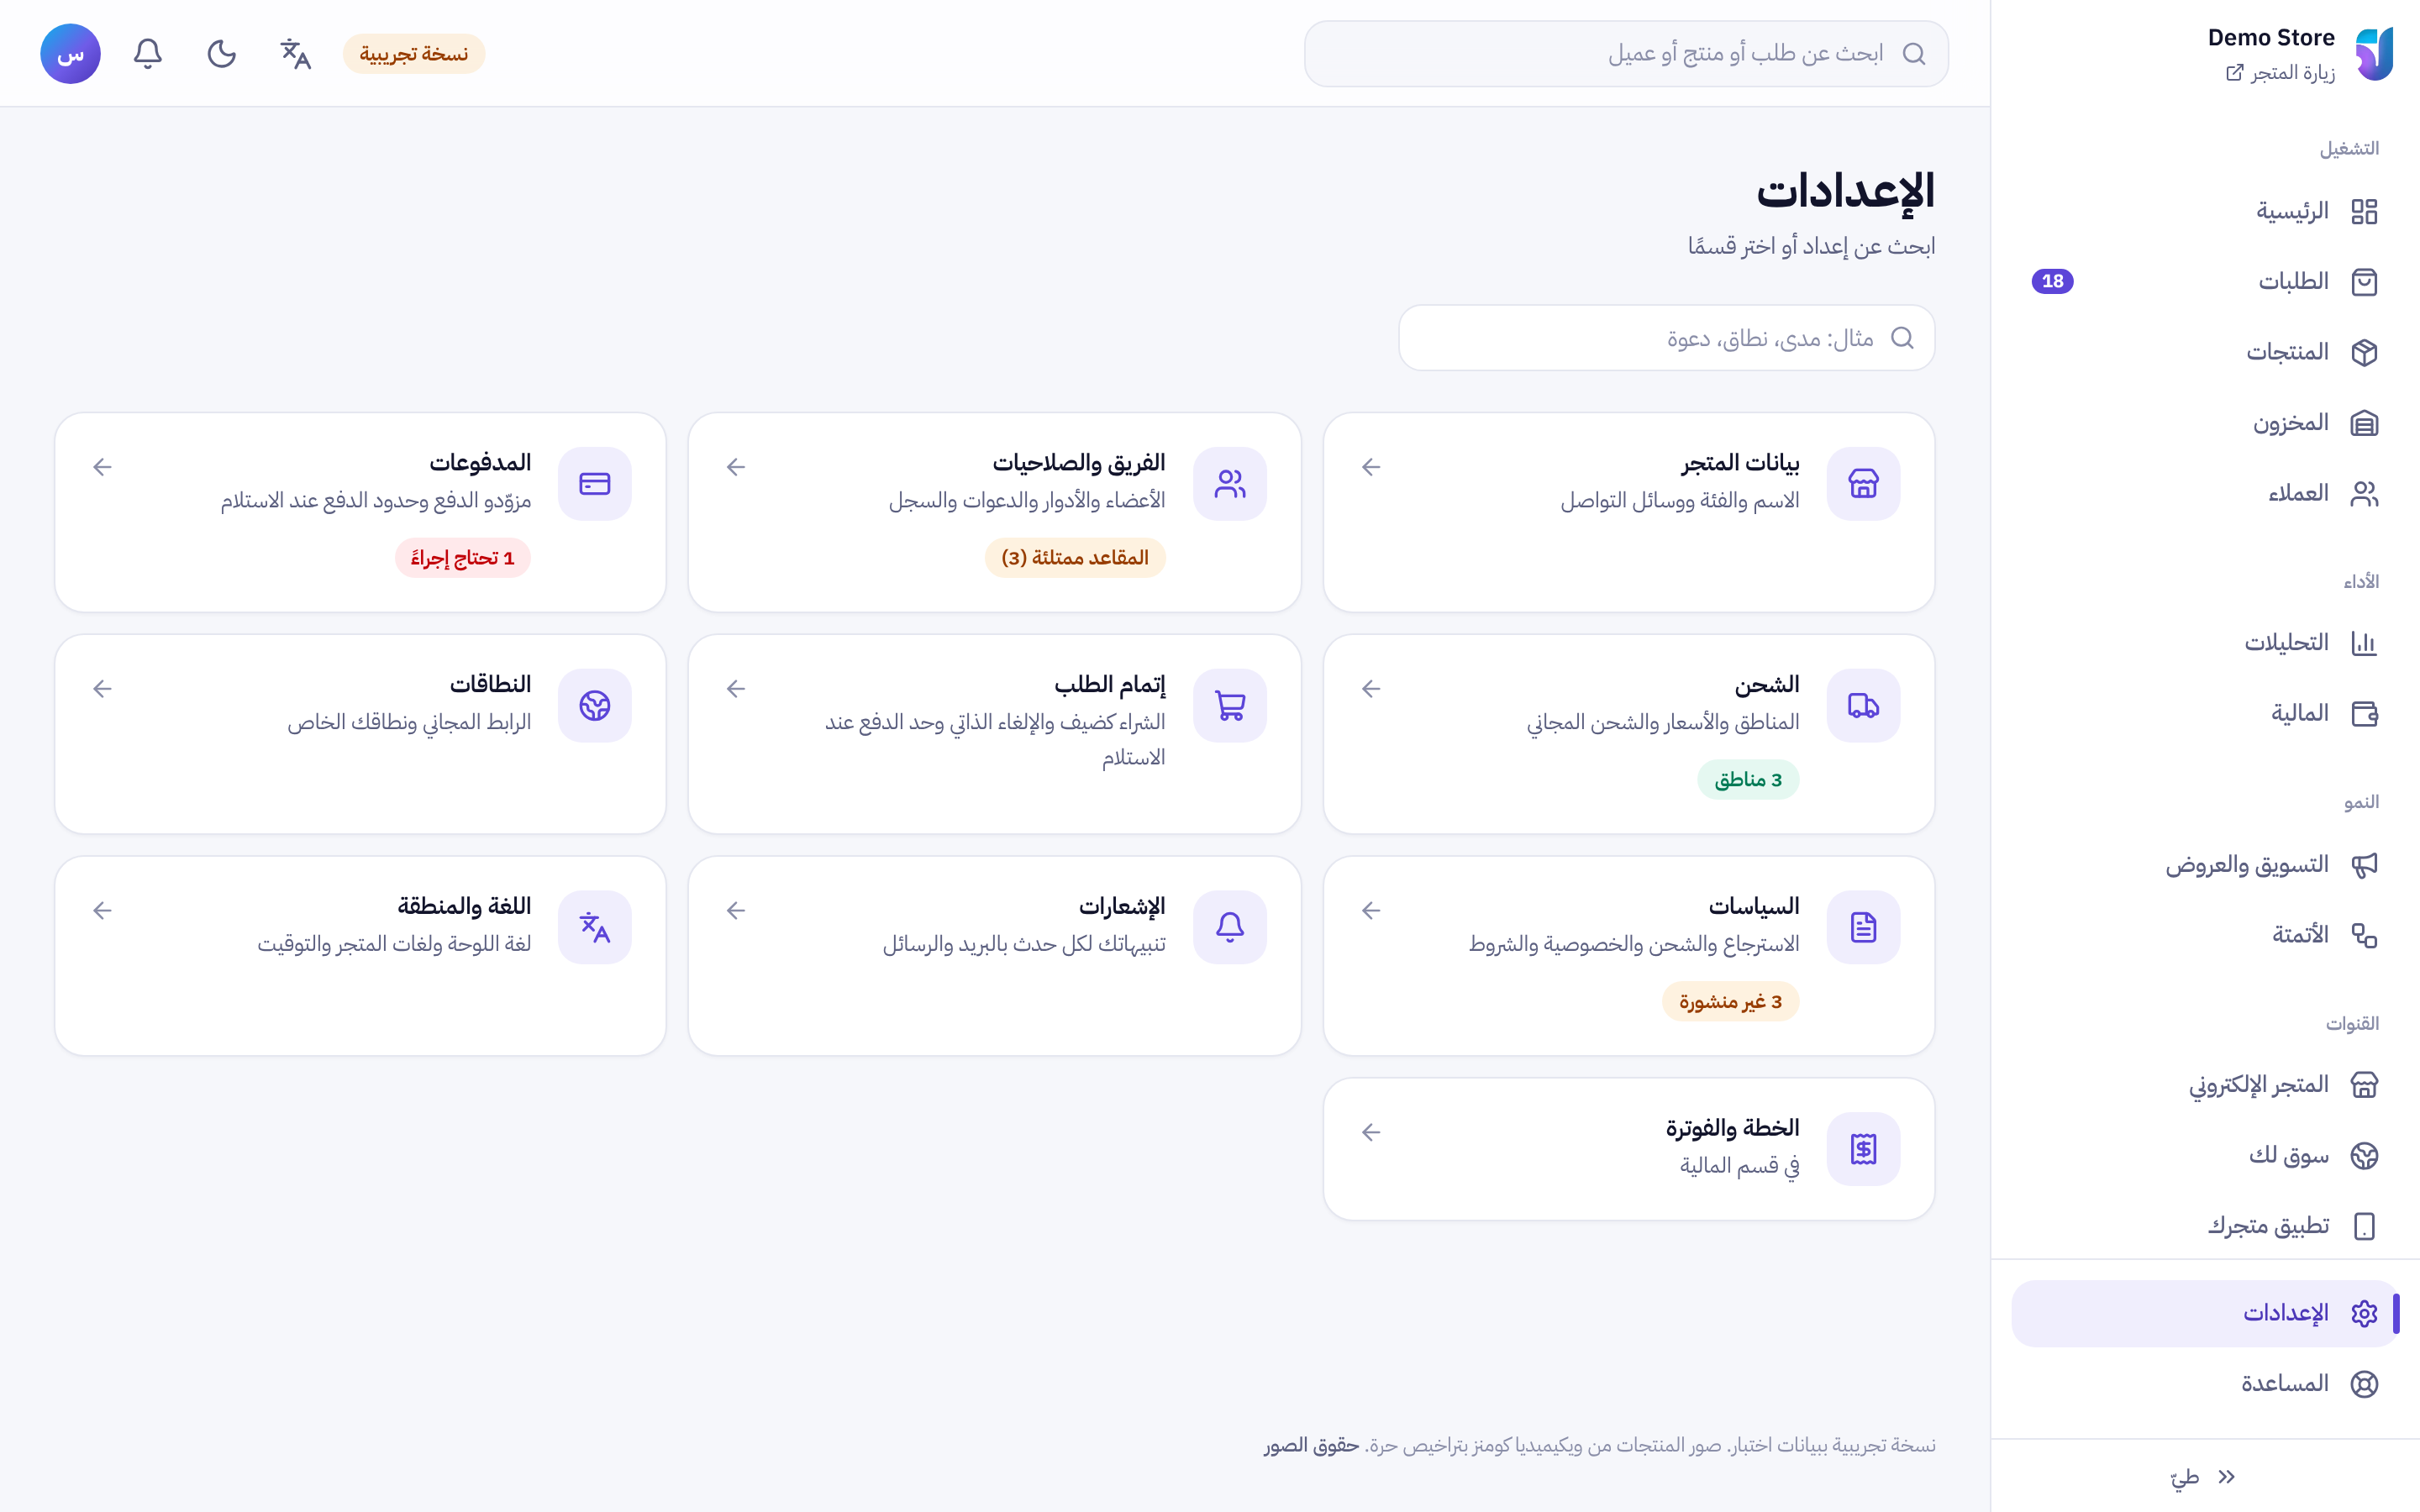 Demo Store
زيارة المتجر
التشغيل
الرئيسية
الطلبات
18
المنتجات
المخزون
العملاء
الأداء
التحليلات
المالية
النمو
التسويق والعروض
الأتمتة
القنوات
المتجر الإلكتروني
سوق لك
تطبيق متجرك
الإعدادات
المساعدة
طيّ
ابحث عن طلب أو منتج أو عميل
نسخة تجريبية
س
الإعدادات
ابحث عن إعداد أو اختر قسمًا
مثال: مدى، نطاق، دعوة
بيانات المتجر
الاسم والفئة ووسائل التواصل
الفريق والصلاحيات
الأعضاء والأدوار والدعوات والسجل
المقاعد ممتلئة (3)
المدفوعات
مزوّدو الدفع وحدود الدفع عند الاستلام
1 تحتاج إجراءً
الشحن
المناطق والأسعار والشحن المجاني
3 مناطق
إتمام الطلب
الشراء كضيف والإلغاء الذاتي وحد الدفع عند
الاستلام
النطاقات
الرابط المجاني ونطاقك الخاص
السياسات
الاسترجاع والشحن والخصوصية والشروط
3 غير منشورة
الإشعارات
تنبيهاتك لكل حدث بالبريد والرسائل
اللغة والمنطقة
لغة اللوحة ولغات المتجر والتوقيت
الخطة والفوترة
في قسم المالية
نسخة تجريبية ببيانات اختبار. صور المنتجات من ويكيميديا كومنز بتراخيص حرة. حقوق الصور